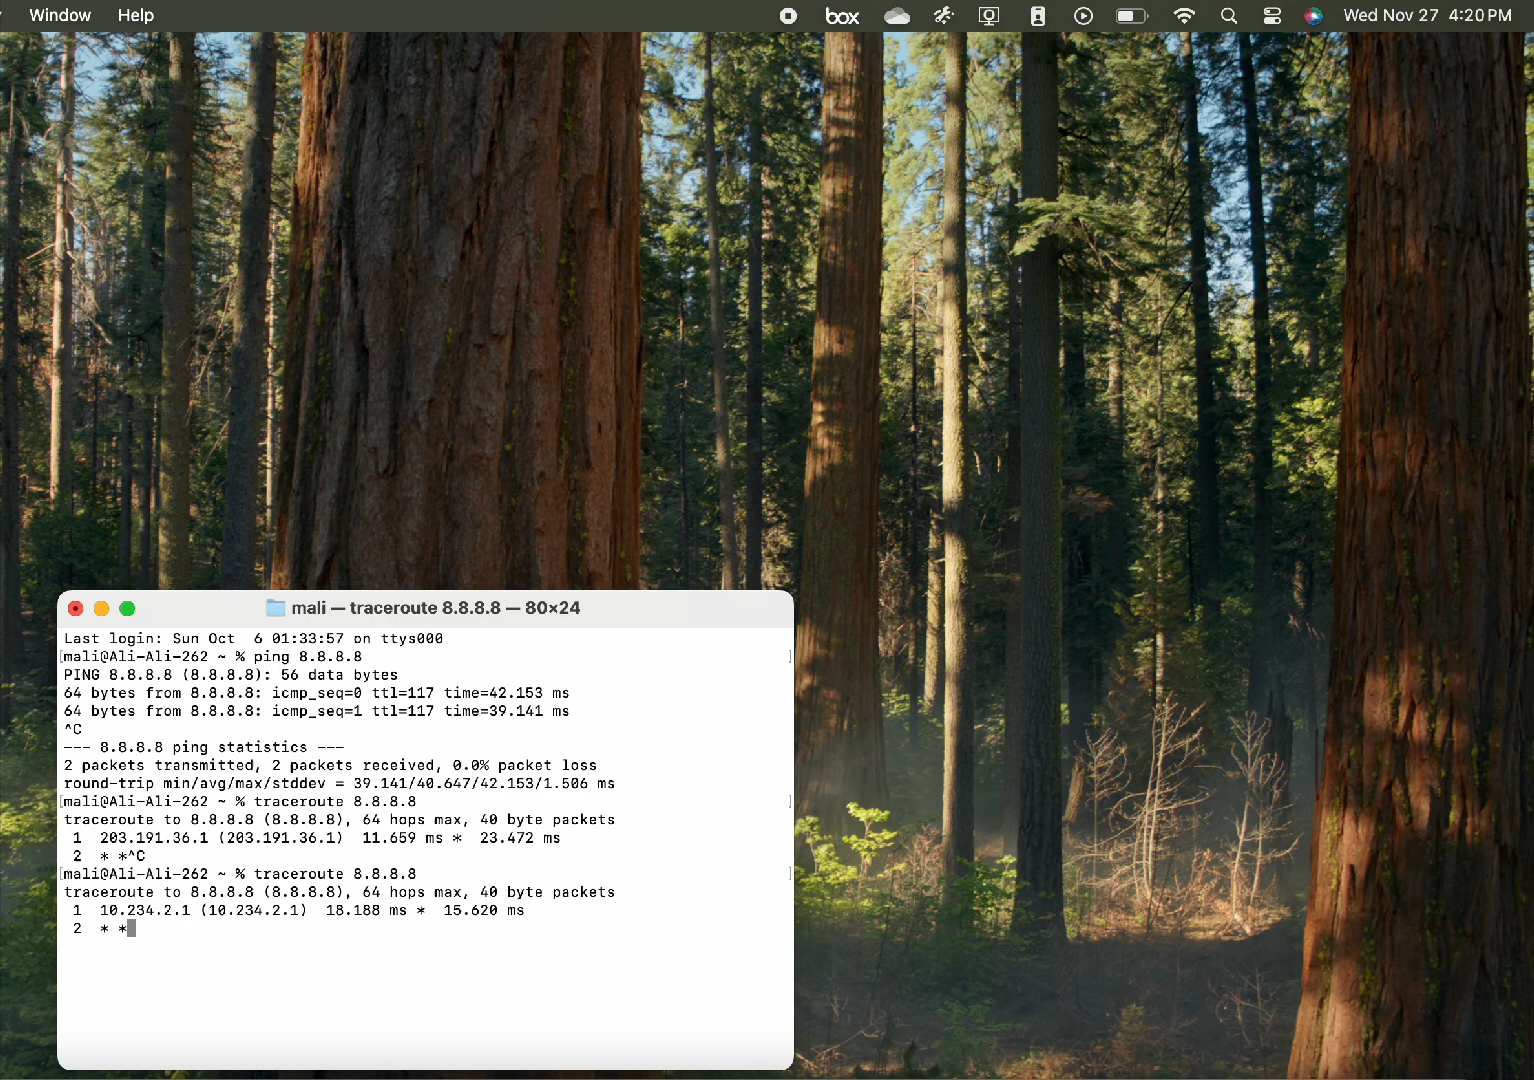 Window Help box Wed Nov 27 4:20 PM
mali — traceroute 8.8.8.8 — 80×24
Last login: Sun Oct  6 01:33:57 on ttys000
[mali@Ali-Ali-262 ~ % ping 8.8.8.8 ]
PING 8.8.8.8 (8.8.8.8): 56 data bytes
64 bytes from 8.8.8.8: icmp_seq=0 ttl=117 time=42.153 ms
64 bytes from 8.8.8.8: icmp_seq=1 ttl=117 time=39.141 ms
^C
--- 8.8.8.8 ping statistics ---
2 packets transmitted, 2 packets received, 0.0% packet loss
round-trip min/avg/max/stddev = 39.141/40.647/42.153/1.506 ms
[mali@Ali-Ali-262 ~ % traceroute 8.8.8.8 ]
traceroute to 8.8.8.8 (8.8.8.8), 64 hops max, 40 byte packets
 1  203.191.36.1 (203.191.36.1)  11.659 ms *  23.472 ms
 2  * *^C
[mali@Ali-Ali-262 ~ % traceroute 8.8.8.8 ]
traceroute to 8.8.8.8 (8.8.8.8), 64 hops max, 40 byte packets
 1  10.234.2.1 (10.234.2.1)  18.188 ms *  15.620 ms
 2  * *